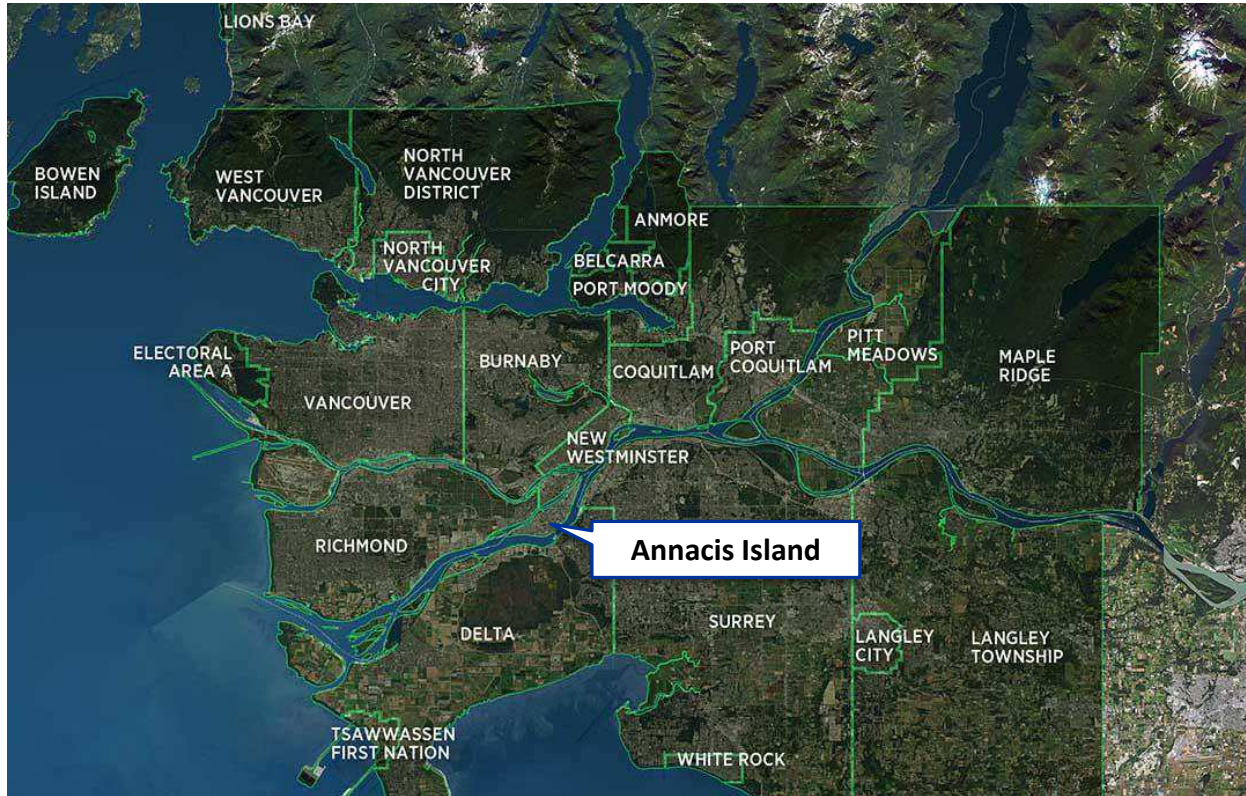 LIONS BAY
BOWEN
ISLAND
WEST
VANCOUVER
NORTH
VANCOUVER
DISTRICT
NORTH
VANCOUVER
CITY
ANMORE
BELCARRA
PORT MOODY
ELECTORAL
AREA A
VANCOUVER
BURNABY
COQUITLAM
PORT
COQUITLAM
PITT
MEADOWS
MAPLE
RIDGE
NEW
WESTMINSTER
RICHMOND
Annacis Island
DELTA
SURREY
LANGLEY
CITY
LANGLEY
TOWNSHIP
TSAWWASSEN
FIRST NATION
WHITE ROCK